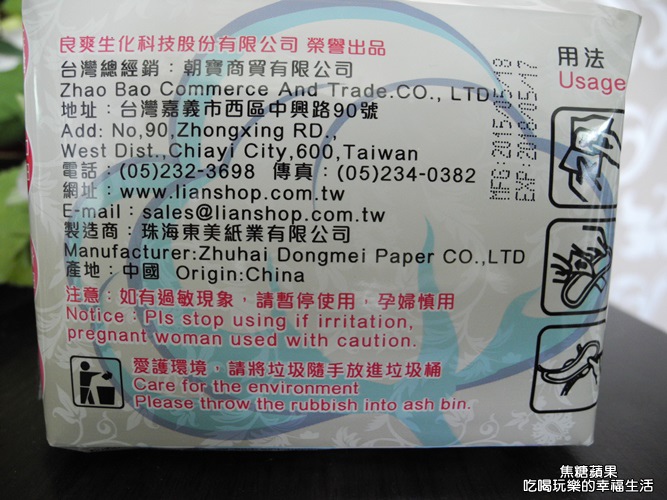 良爽生化科技股份有限公司 榮譽出品
台灣總經銷：朝寶商貿有限公司
Zhao Bao Commerce And Trade.CO., LTD.
地址：台灣嘉義市西區中興路90號
Add: No,90,Zhongxing RD.,
West Dist.,Chiayi City,600,Taiwan
電話：(05)232-3698 傳真：(05)234-0382
網址：www.lianshop.com.tw
E-mail：sales@lianshop.com.tw
製造商：珠海東美紙業有限公司
Manufacturer:Zhuhai Dongmei Paper CO.,LTD
產地：中國 Origin:China
注意：如有過敏現象，請暫停使用，孕婦慎用
Notice：Pls stop using if irritation,
pregnant woman used with caution.
愛護環境，請將垃圾隨手放進垃圾桶
Care for the environment
Please throw the rubbish into ash bin.
MFG 2015/05/18
EXP 2018/05/17
用法
Usage
焦糖蘋果
吃喝玩樂的幸福生活